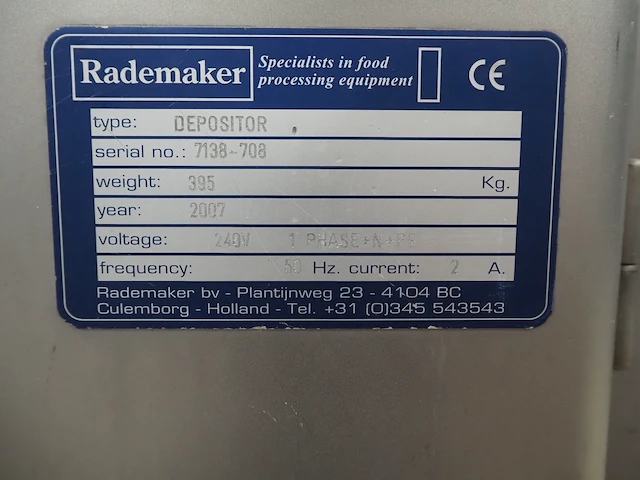 Rademaker
Specialists in food
processing equipment
CE
type: DEPOSITOR
serial no.: 7138-708
weight: 395 Kg.
year: 2007
voltage: 240V 1 PHASE+N+PE
frequency: 50 Hz. current: 2 A.
Rademaker bv - Plantijnweg 23 - 4104 BC
Culemborg - Holland - Tel. +31 (0)345 543543